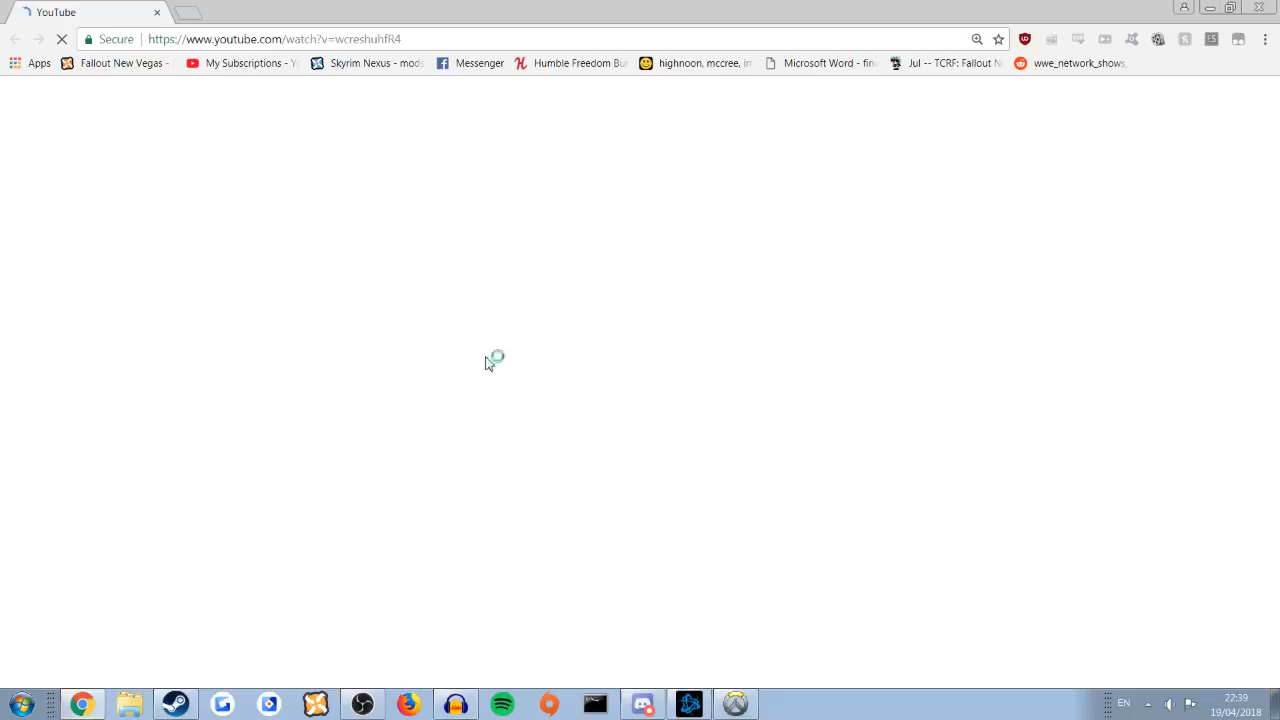 YouTube
Secure https://www.youtube.com/watch?v=wcreshuhfR4
Apps Fallout New Vegas - My Subscriptions - Y Skyrim Nexus - mods Messenger Humble Freedom Bu highnoon, mccree, in Microsoft Word - fin Jul -- TCRF: Fallout N wwe_network_shows
EN 22:39
19/04/2018